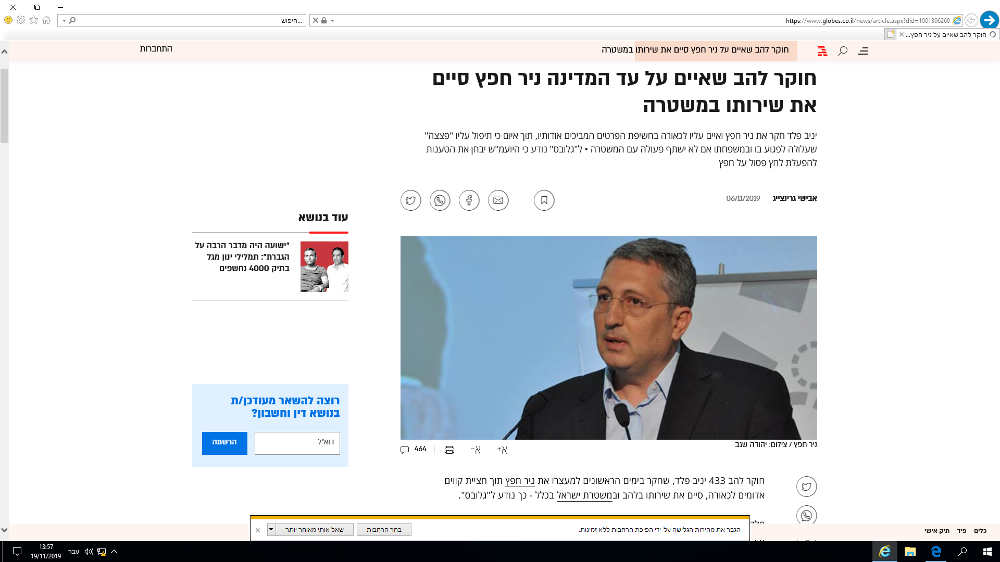 https://www.globes.co.il/news/article.aspx?did=1001306260
חיפוש...
חוקר להב שאיים על ניר חפץ...
חוקר להב שאיים על ניר חפץ סיים את שירותו במשטרה
התחברות
חוקר להב שאיים על עד המדינה ניר חפץ סיים
את שירותו במשטרה
יניב פלד חקר את ניר חפץ ואיים עליו לכאורה בחשיפת הפרטים המביכים אודותיו, תוך איום כי תיפול עליו "פצצה"
שעלולה לפגוע בו ובמשפחתו אם לא ישתף פעולה עם המשטרה • ל"גלובס" נודע כי היועמ"ש יבחן את הטענות
להפעלת לחץ פסול על חפץ
אבישי גרינצייג
06/11/2019
ניר חפץ / צילום: יהודה שגב
א+
א-
464
חוקר להב 433 יניב פלד, שחקר בימים הראשונים למעצרו את ניר חפץ תוך חציית קווים
אדומים לכאורה, סיים את שירותו בלהב ובמשטרת ישראל בכלל - כך נודע ל"גלובס".
עוד בנושא
"ישועה היה מדבר הרבה על
הגברת": תמלילי ינון מגל
בתיק 4000 נחשפים
רוצה להשאר מעודכן/ת
בנושא דין וחשבון?
דוא"ל
הרשמה
הגבר את מהירות הגלישה על-ידי הפיכת הרחבות ללא זמינות.
בחר הרחבות
שאל אותי מאוחר יותר
כלים
פיד
תיק אישי
עבר
13:57
19/11/2019